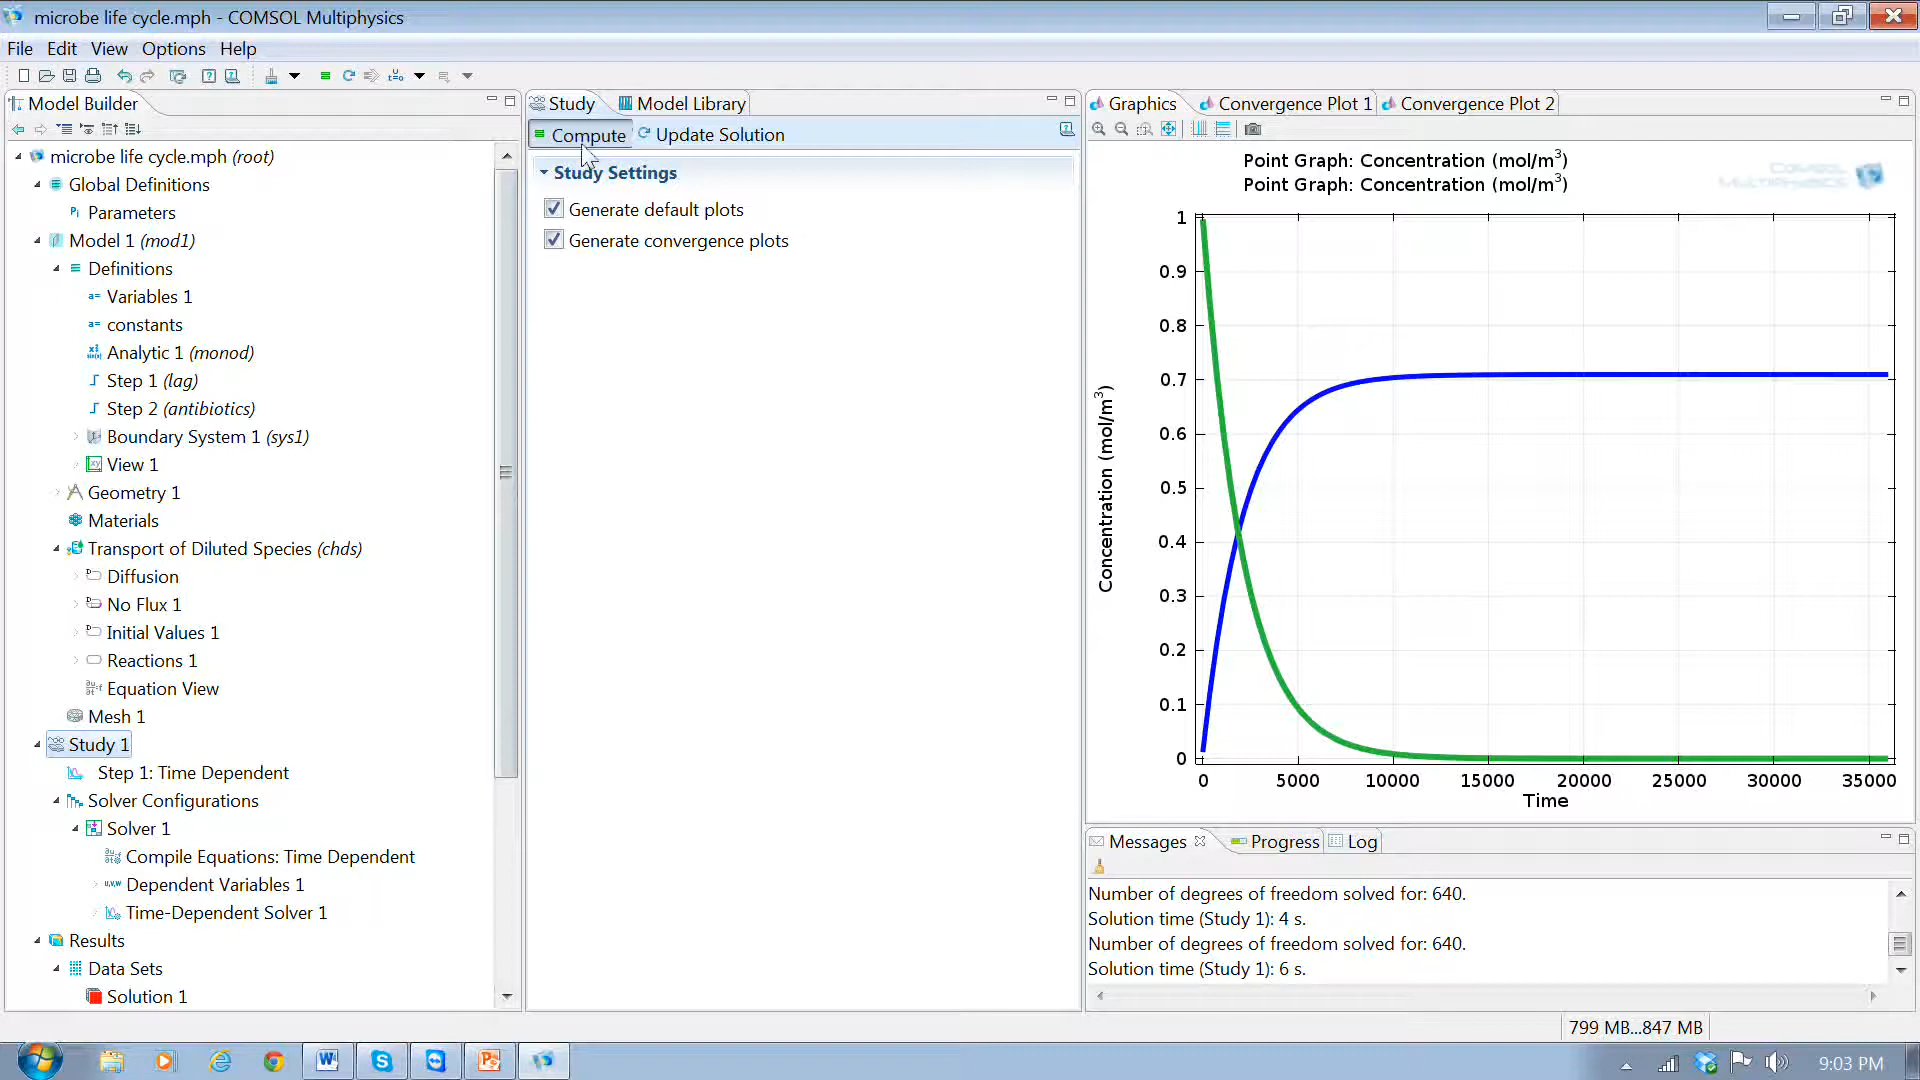 microbe life cycle.mph - COMSOL Multiphysics
File Edit View Options Help
Model Builder
microbe life cycle.mph (root)
Global Definitions
Pi Parameters
Model 1 (mod1)
Definitions
a= Variables 1
a= constants
Analytic 1 (monod)
Step 1 (lag)
Step 2 (antibiotics)
Boundary System 1 (sys1)
View 1
Geometry 1
Materials
Transport of Diluted Species (chds)
Diffusion
No Flux 1
Initial Values 1
Reactions 1
Equation View
Mesh 1
Study 1
Step 1: Time Dependent
Solver Configurations
Solver 1
Compile Equations: Time Dependent
Dependent Variables 1
Time-Dependent Solver 1
Results
Data Sets
Solution 1
Study Model Library
Compute Update Solution
Study Settings
Generate default plots
Generate convergence plots
Graphics Convergence Plot 1 Convergence Plot 2
Point Graph: Concentration (mol/m³)
Point Graph: Concentration (mol/m³)
COMSOL
MULTIPHYSICS
Concentration (mol/m³)
1
0.9
0.8
0.7
0.6
0.5
0.4
0.3
0.2
0.1
0
0 5000 10000 15000 20000 25000 30000 35000
Time
Messages Progress Log
Number of degrees of freedom solved for: 640.
Solution time (Study 1): 4 s.
Number of degrees of freedom solved for: 640.
Solution time (Study 1): 6 s.
799 MB...847 MB
9:03 PM